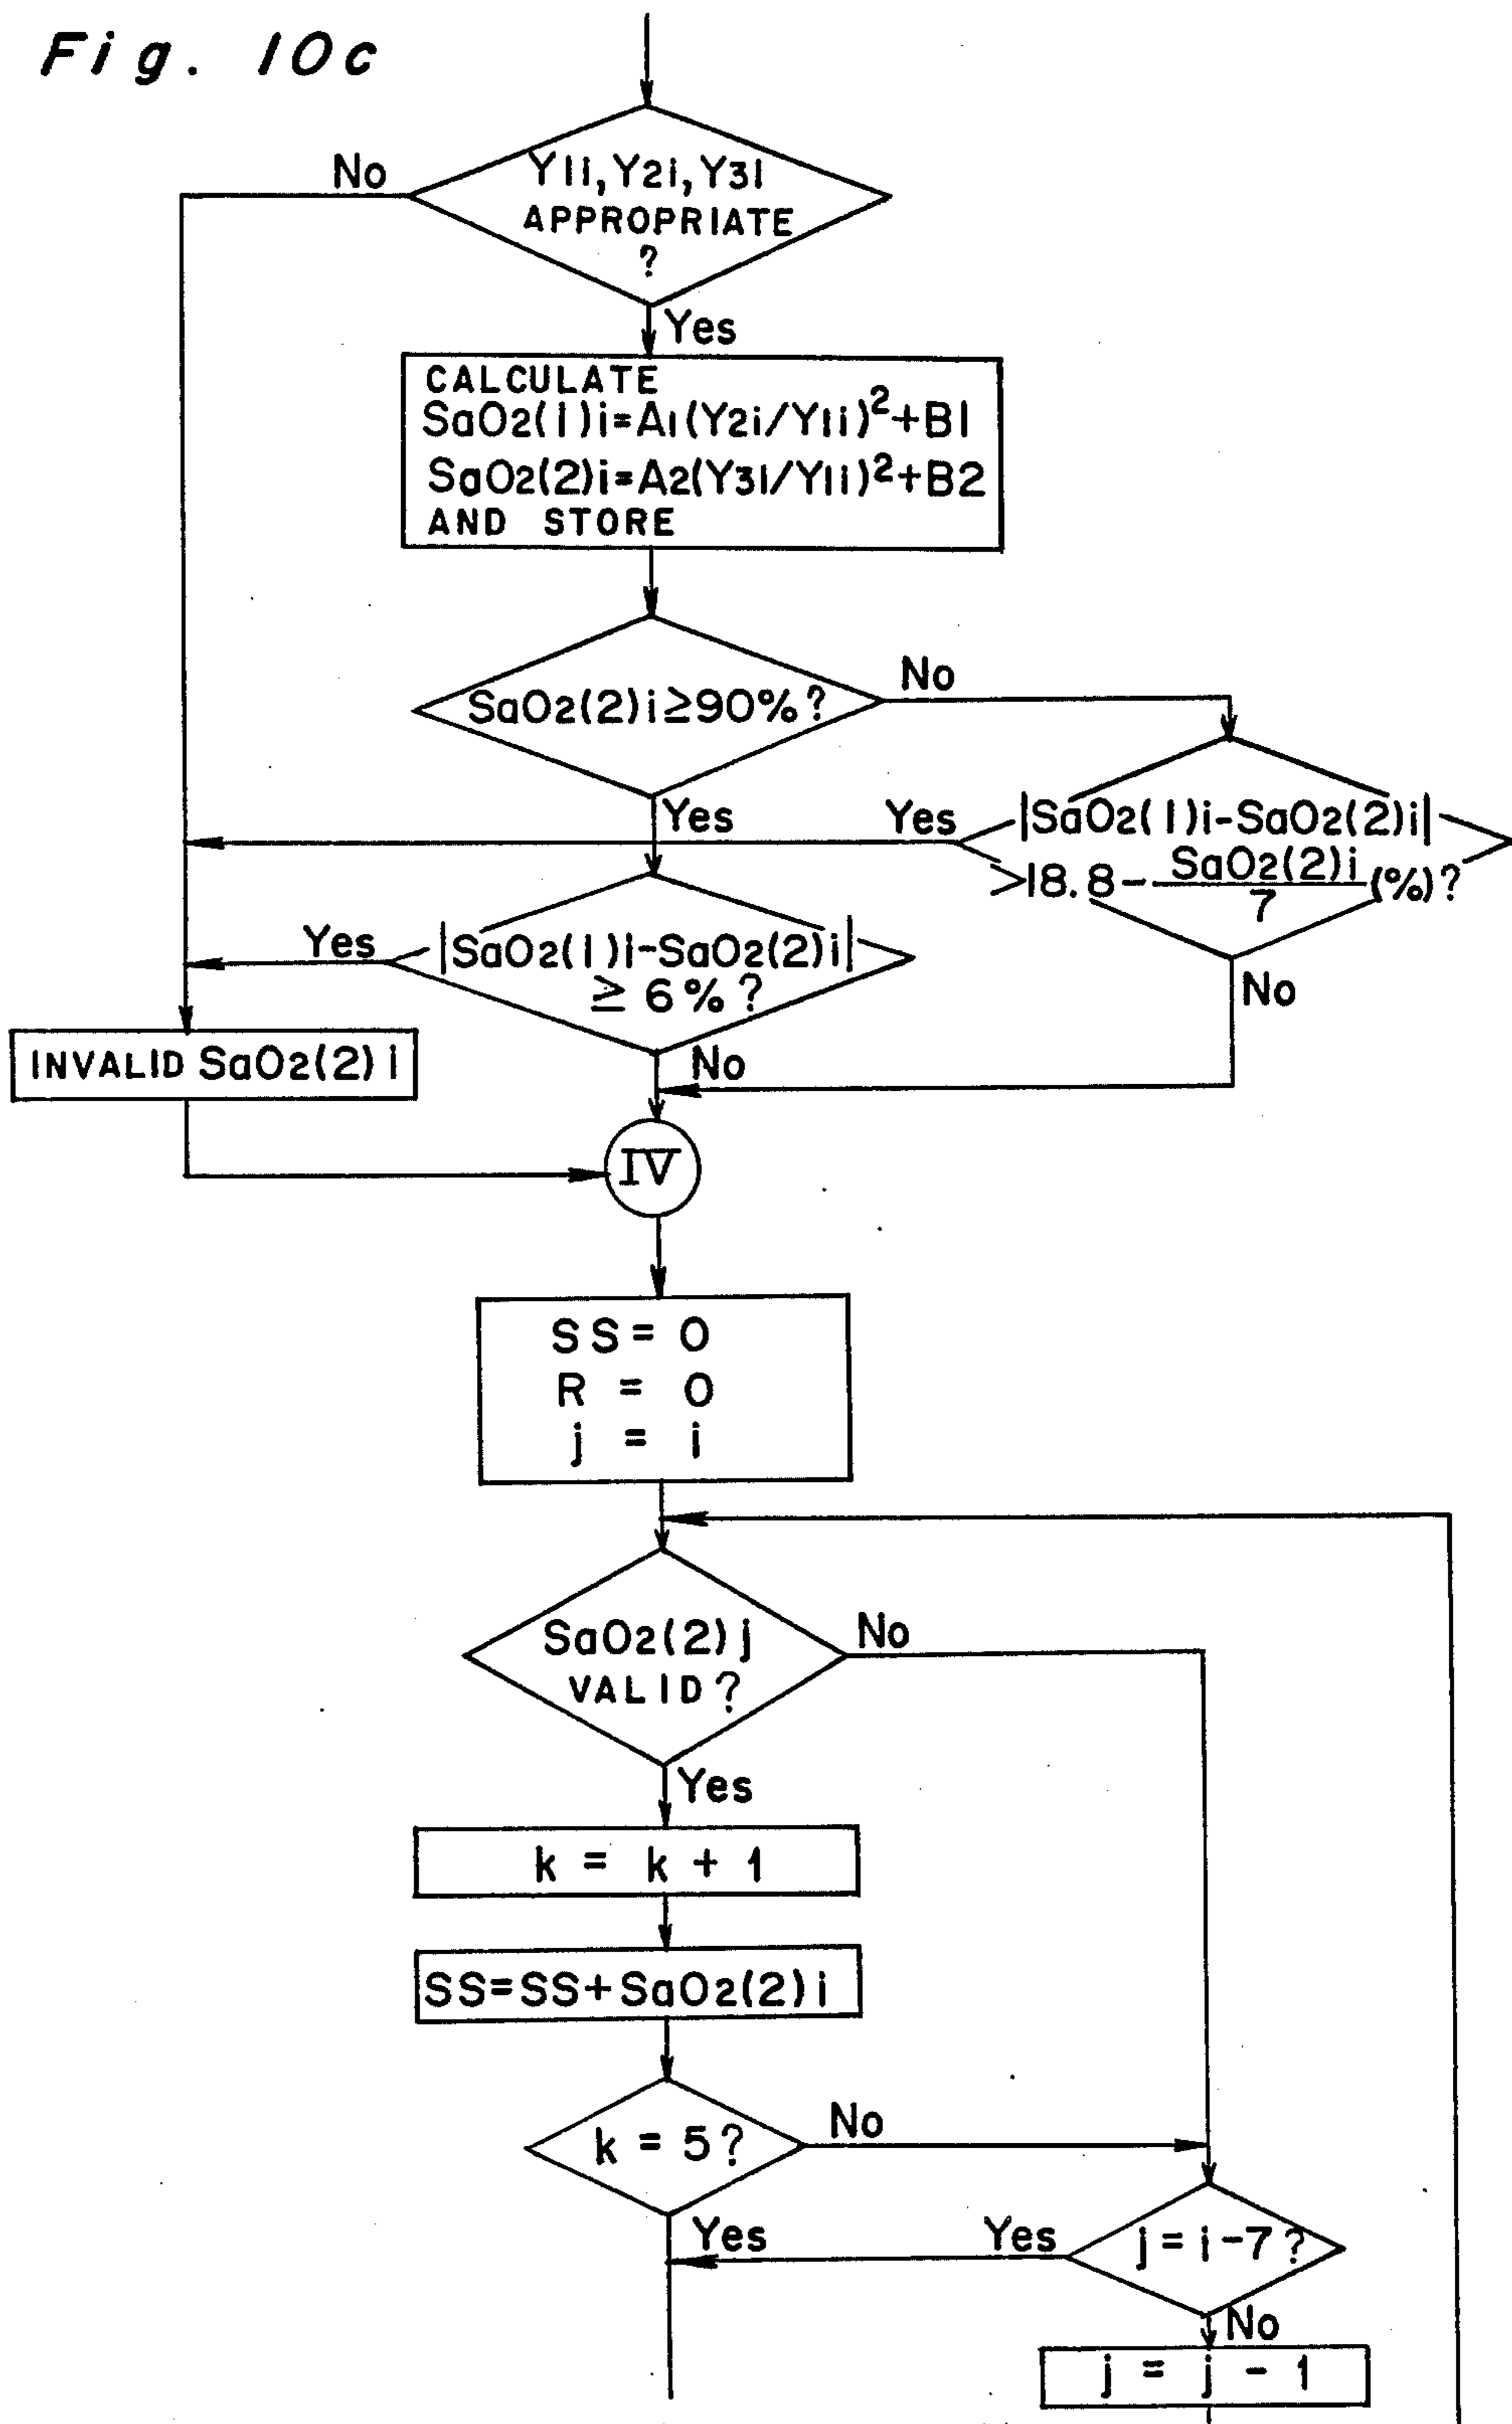 Fig. 10c
No
Y1i, Y2i, Y3i
APPROPRIATE
?
Yes
CALCULATE
SaO2(1)i=A1(Y2i/Y1i)²+B1
SaO2(2)i=A2(Y3i/Y1i)²+B2
AND STORE
SaO2(2)i≥90%?
No
Yes
Yes
|SaO2(1)i-SaO2(2)i|
>18.8-SaO2(2)i/7(%)?
No
Yes
|SaO2(1)i-SaO2(2)i|
≥ 6%?
No
INVALID SaO2(2)i
IV
SS= 0
R = 0
j = i
SaO2(2)j
VALID?
No
Yes
k = k + 1
SS=SS+SaO2(2)i
k = 5?
No
Yes
Yes
j = i-7?
No
j = j - 1